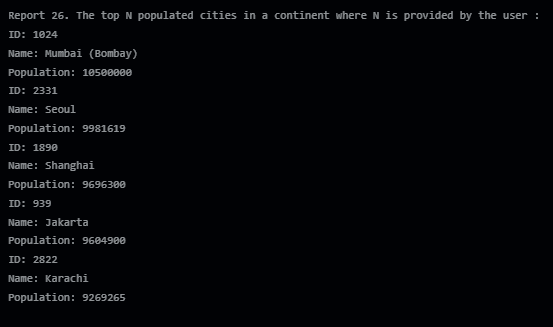 Report 26. The top N populated cities in a continent where N is provided by the user :
ID: 1024
Name: Mumbai (Bombay)
Population: 10500000
ID: 2331
Name: Seoul
Population: 9981619
ID: 1890
Name: Shanghai
Population: 9696300
ID: 939
Name: Jakarta
Population: 9604900
ID: 2822
Name: Karachi
Population: 9269265